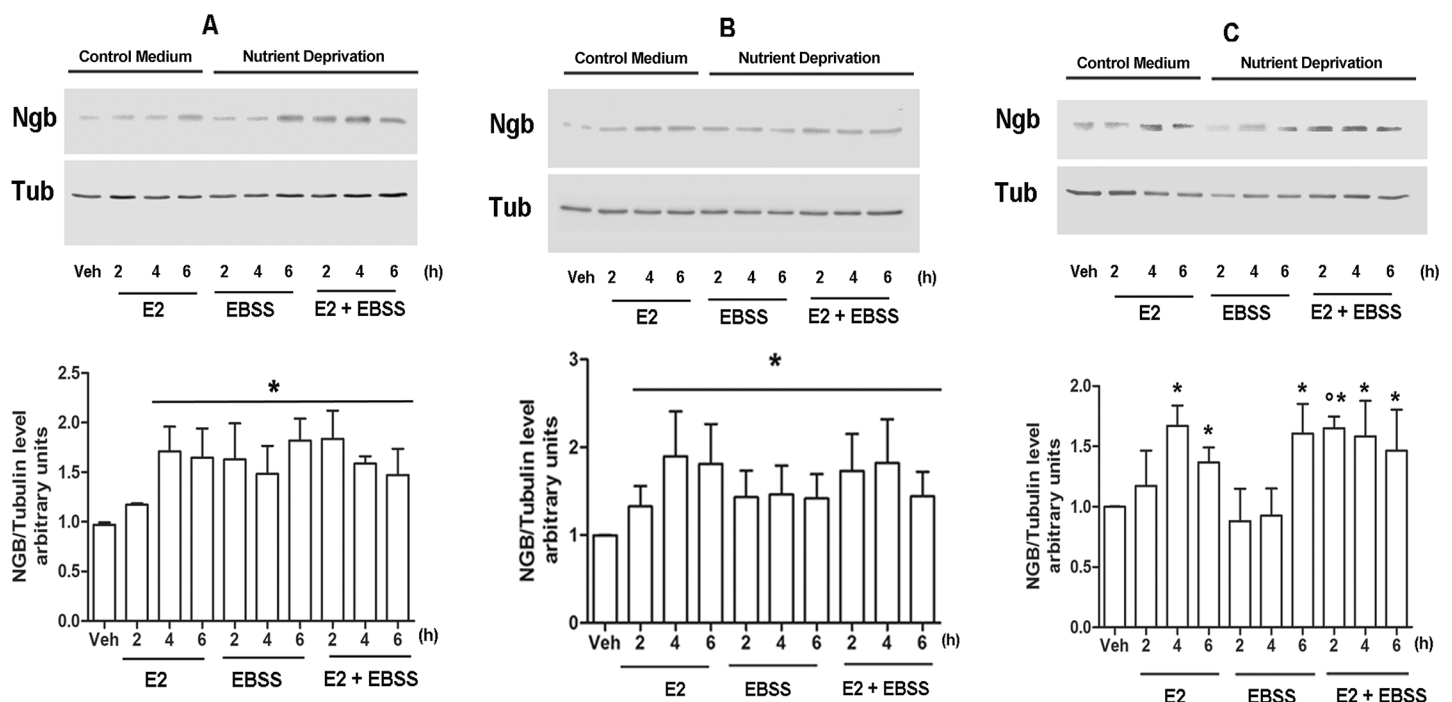 A
Control Medium Nutrient Deprivation
Ngb
Tub
Veh 2 4 6 2 4 6 2 4 6 (h)
E2 EBSS E2 + EBSS
NGB/Tubulin level
arbitrary units
2.5
2.0
1.5
1.0
0.5
0.0
*
Veh 2 4 6 2 4 6 2 4 6 (h)
E2 EBSS E2 + EBSS
B
Control Medium Nutrient Deprivation
Ngb
Tub
Veh 2 4 6 2 4 6 2 4 6 (h)
E2 EBSS E2 + EBSS
NGB/Tubulin level
arbitrary units
3
2
1
0
*
Veh 2 4 6 2 4 6 2 4 6 (h)
E2 EBSS E2 + EBSS
C
Control Medium Nutrient Deprivation
Ngb
Tub
Veh 2 4 6 2 4 6 2 4 6 (h)
E2 EBSS E2 + EBSS
NGB/Tubulin level
arbitrary units
2.0
1.5
1.0
0.5
0.0
* * * ° * * *
Veh 2 4 6 2 4 6 2 4 6 (h)
E2 EBSS E2 + EBSS